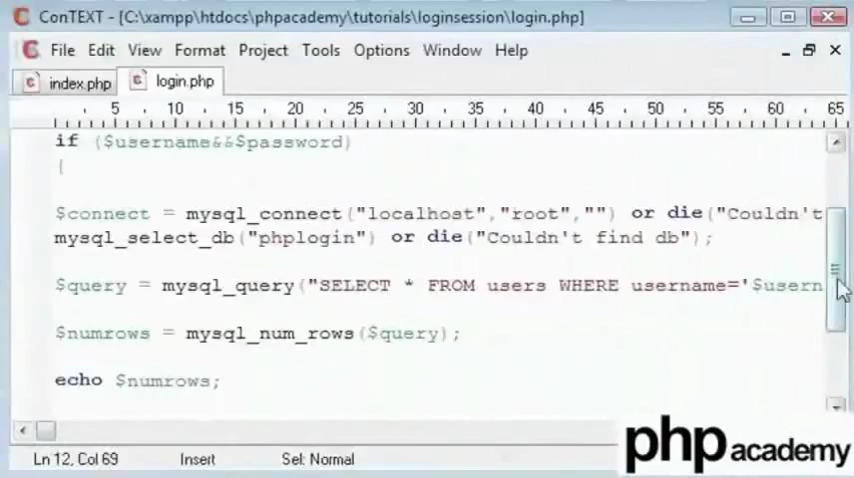 ConTEXT - [C:\xampp\htdocs\phpacademy\tutorials\loginsession\login.php]
File Edit View Format Project Tools Options Window Help
index.php login.php
5 10 15 20 25 30 35 40 45 50 55 60 65
if ($username&&$password)
{
$connect = mysql_connect("localhost","root","") or die("Couldn't
mysql_select_db("phplogin") or die("Couldn't find db");
$query = mysql_query("SELECT * FROM users WHERE username='$usern
$numrows = mysql_num_rows($query);
echo $numrows;
Ln 12, Col 69 Insert Sel: Normal
php academy